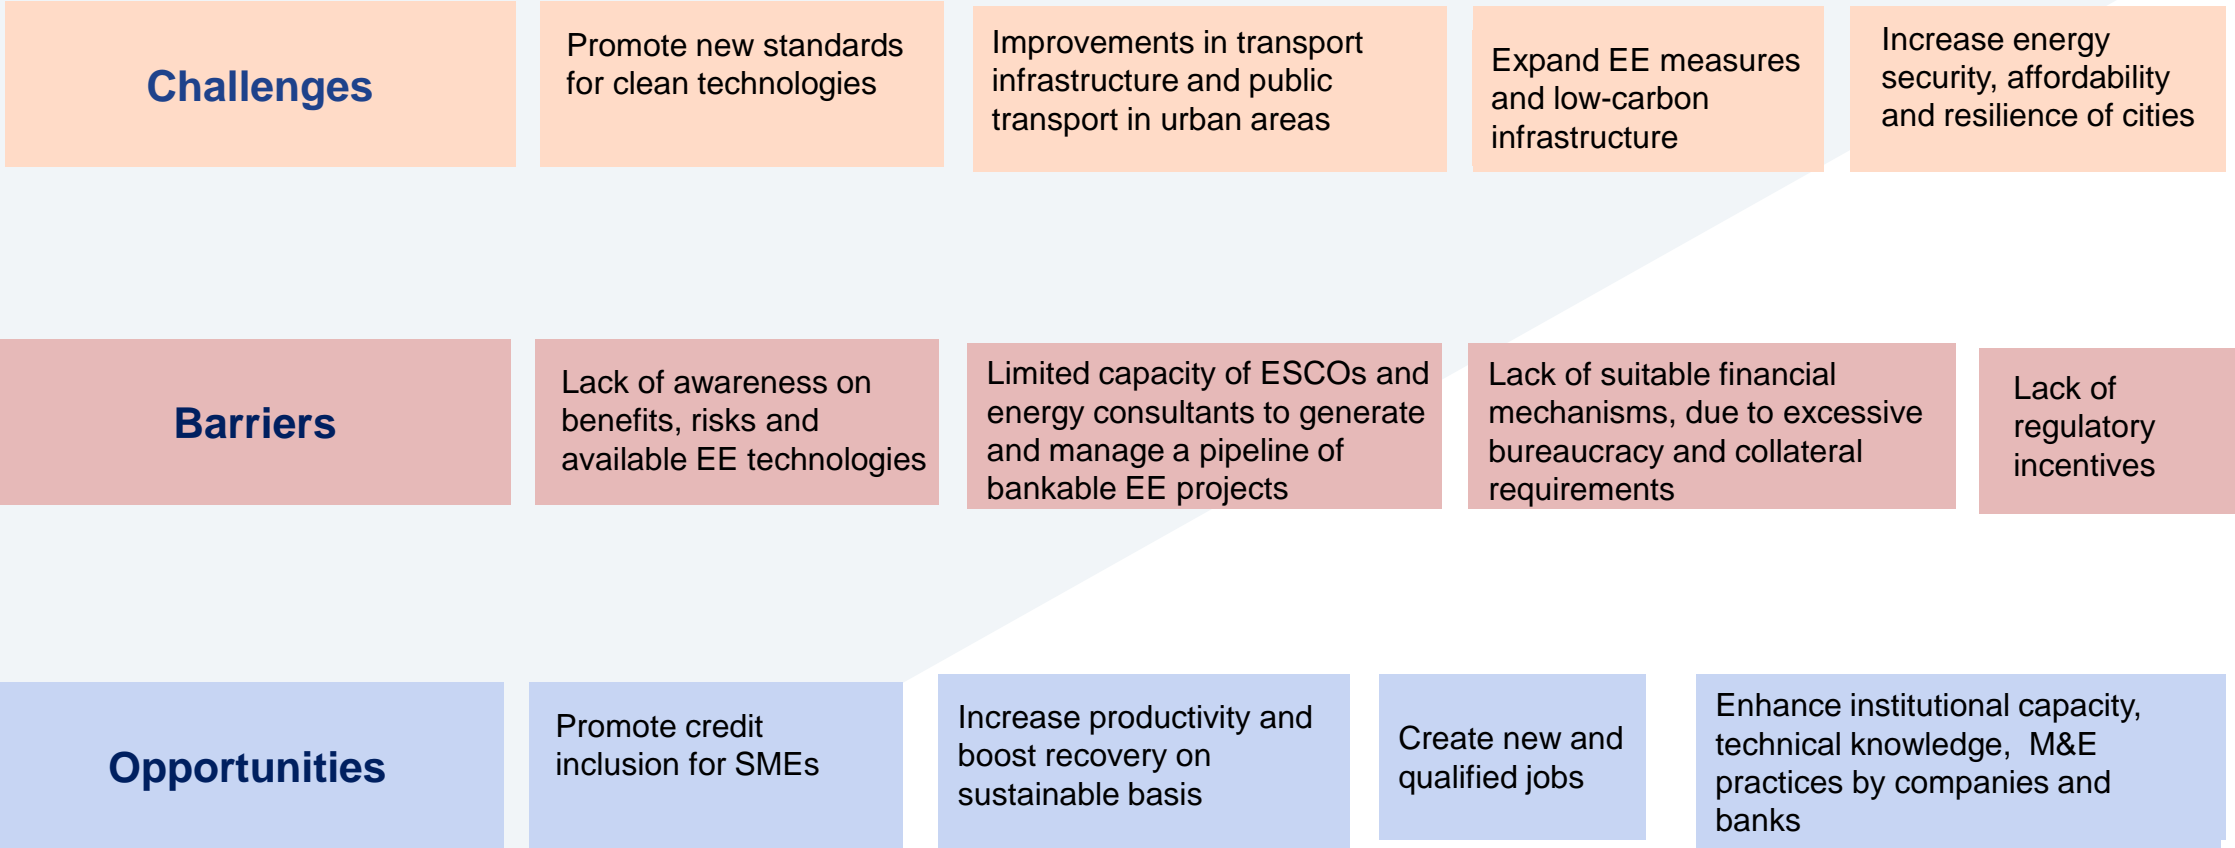 Challenges
Promote new standards
for clean technologies
Improvements in transport
infrastructure and public
transport in urban areas
Expand EE measures
and low-carbon
infrastructure
Increase energy
security, affordability
and resilience of cities
Barriers
Lack of awareness on
benefits, risks and
available EE technologies
Limited capacity of ESCOs and
energy consultants to generate
and manage a pipeline of
bankable EE projects
Lack of suitable financial
mechanisms, due to excessive
bureaucracy and collateral
requirements
Lack of
regulatory
incentives
Opportunities
Promote credit
inclusion for SMEs
Increase productivity and
boost recovery on
sustainable basis
Create new and
qualified jobs
Enhance institutional capacity,
technical knowledge,  M&E
practices by companies and
banks